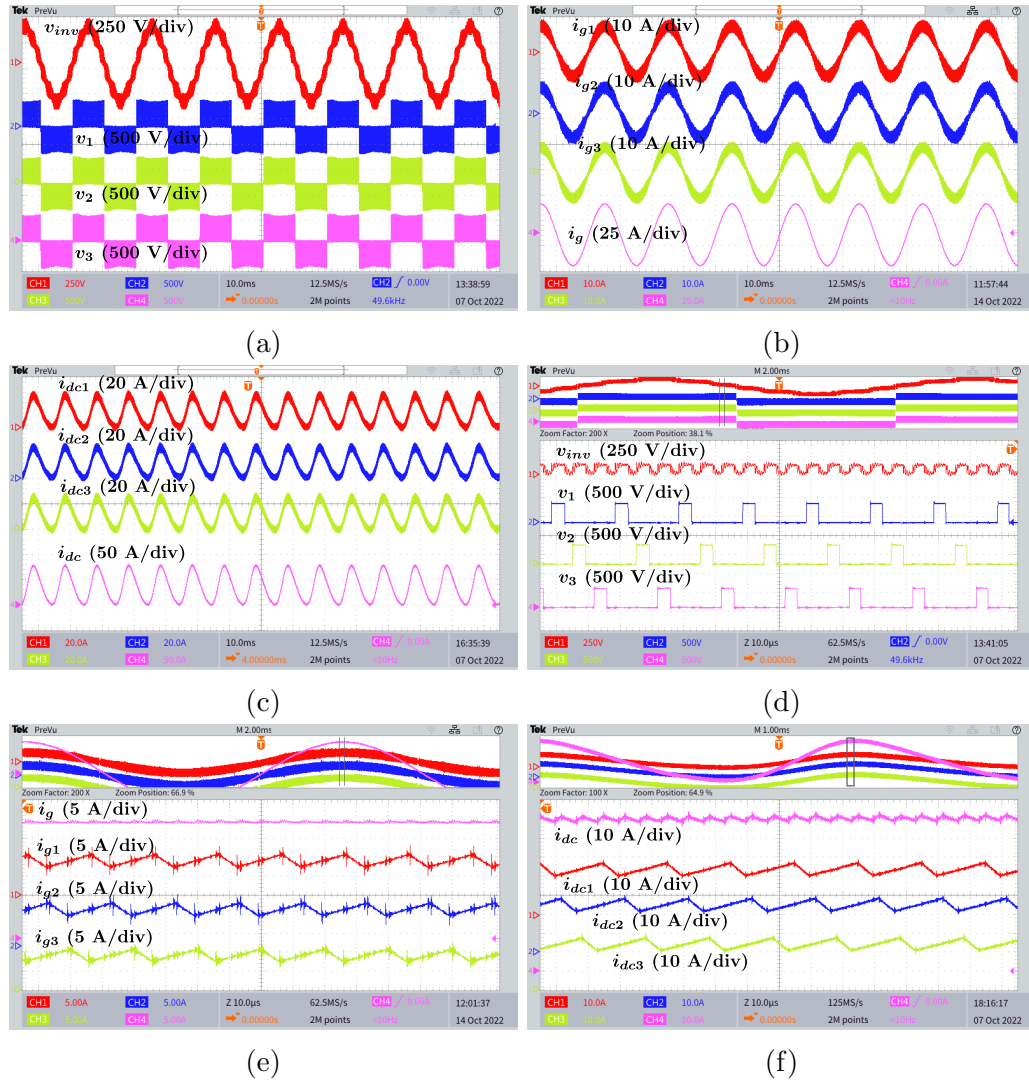 Tek PreVu
v_inv (250 V/div)
v_1 (500 V/div)
v_2 (500 V/div)
v_3 (500 V/div)
CH1 250V CH2 500V 10.0ms 12.5MS/s CH2 0.00V 13:38:59
CH3 500V CH4 500V 0.00000s 2M points 49.6kHz 07 Oct 2022
(a)
Tek PreVu
i_g1 (10 A/div)
i_g2 (10 A/div)
i_g3 (10 A/div)
i_g (25 A/div)
CH1 10.0A CH2 10.0A 10.0ms 12.5MS/s CH4 0.00A 11:57:44
CH3 10.0A CH4 25.0A 0.00000s 2M points <10Hz 14 Oct 2022
(b)
Tek PreVu
i_dc1 (20 A/div)
i_dc2 (20 A/div)
i_dc3 (20 A/div)
i_dc (50 A/div)
CH1 20.0A CH2 20.0A 10.0ms 12.5MS/s CH4 0.00A 16:35:39
CH3 20.0A CH4 50.0A 4.00000ms 2M points <10Hz 07 Oct 2022
(c)
Tek PreVu M 2.00ms
Zoom Factor: 200 X Zoom Position: 38.1 %
v_inv (250 V/div)
v_1 (500 V/div)
v_2 (500 V/div)
v_3 (500 V/div)
CH1 250V CH2 500V Z 10.0µs 62.5MS/s CH2 0.00V 13:41:05
CH3 500V CH4 500V 0.00000s 2M points 49.6kHz 07 Oct 2022
(d)
Tek PreVu M 2.00ms
Zoom Factor: 200 X Zoom Position: 66.9 %
i_g (5 A/div)
i_g1 (5 A/div)
i_g2 (5 A/div)
i_g3 (5 A/div)
CH1 5.00A CH2 5.00A Z 10.0µs 62.5MS/s CH4 0.00A 12:01:37
CH3 5.00A CH4 5.00A 0.00000s 2M points <10Hz 14 Oct 2022
(e)
Tek PreVu M 1.00ms
Zoom Factor: 100 X Zoom Position: 64.9 %
i_dc (10 A/div)
i_dc1 (10 A/div)
i_dc2 (10 A/div)
i_dc3 (10 A/div)
CH1 10.0A CH2 10.0A Z 10.0µs 125MS/s CH4 0.00A 18:16:17
CH3 10.0A CH4 10.0A 0.00000s 2M points <10Hz 07 Oct 2022
(f)